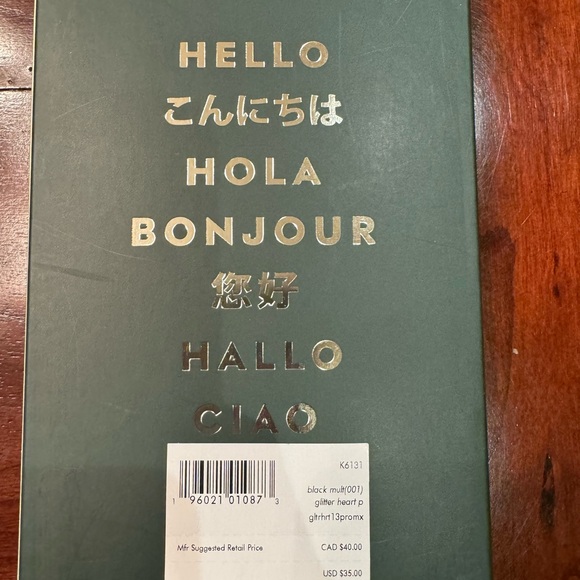 HELLO
こんにちは
HOLA
BONJOUR
您好
HALLO
CIAO
K6131
black mult(001)
glitter heart p
gltrhrt13promx
1 96021 01087 3
Mfr Suggested Retail Price CAD $40.00
USD $35.00